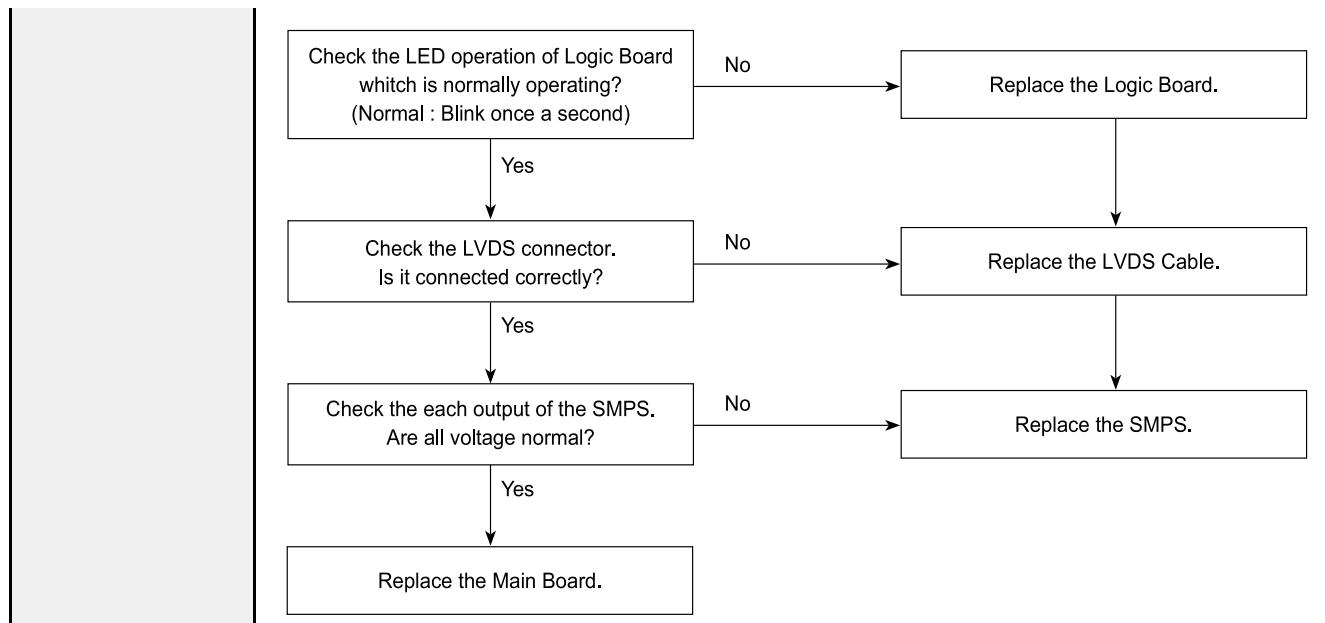 Check the LED operation of Logic Board
whitch is normally operating?
(Normal : Blink once a second)
No
Replace the Logic Board.
Yes
Check the LVDS connector.
Is it connected correctly?
No
Replace the LVDS Cable.
Yes
Check the each output of the SMPS.
Are all voltage normal?
No
Replace the SMPS.
Yes
Replace the Main Board.